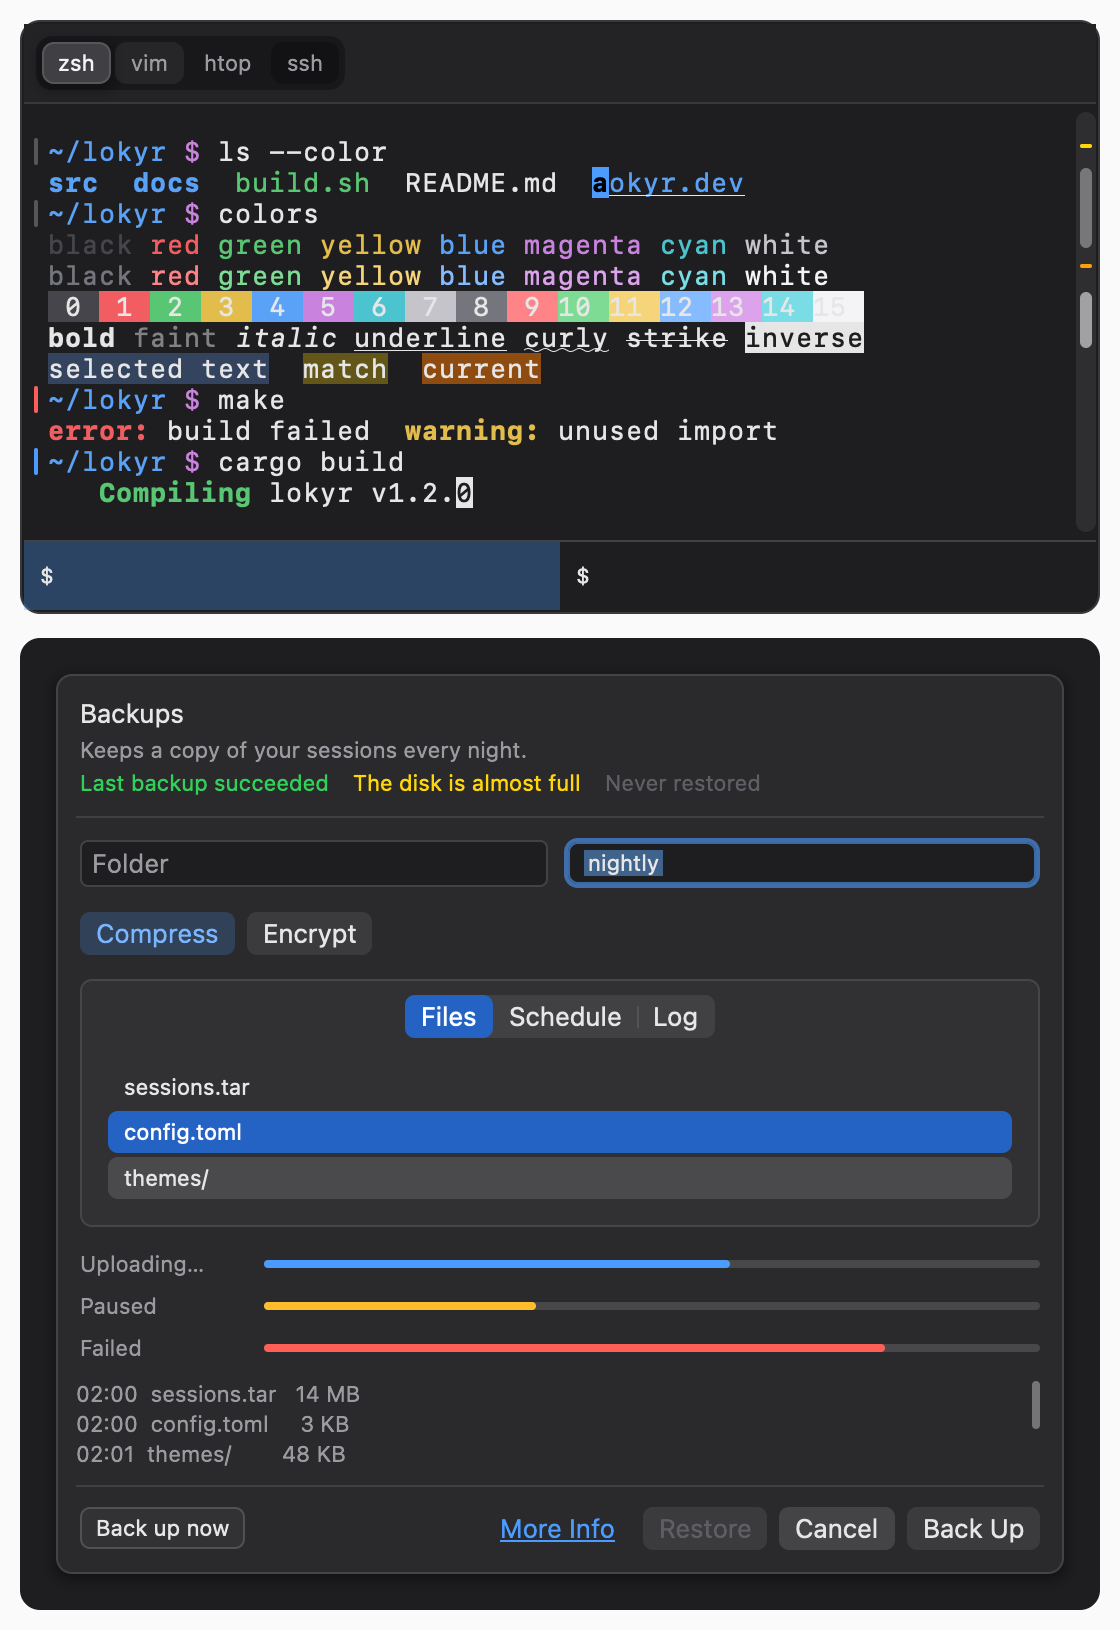 zsh vim htop ssh
~/lokyr $ ls --color
src docs build.sh README.md aokyr.dev
~/lokyr $ colors
black red green yellow blue magenta cyan white
black red green yellow blue magenta cyan white
0 1 2 3 4 5 6 7 8 9 10 11 12 13 14 15
bold faint italic underline curly strike inverse
selected text match current
~/lokyr $ make
error: build failed warning: unused import
~/lokyr $ cargo build
Compiling lokyr v1.2.0
$ $
Backups
Keeps a copy of your sessions every night.
Last backup succeeded The disk is almost full Never restored
Folder nightly
Compress Encrypt
Files Schedule Log
sessions.tar
config.toml
themes/
Uploading...
Paused
Failed
02:00 sessions.tar 14 MB
02:00 config.toml 3 KB
02:01 themes/ 48 KB
Back up now More Info Restore Cancel Back Up